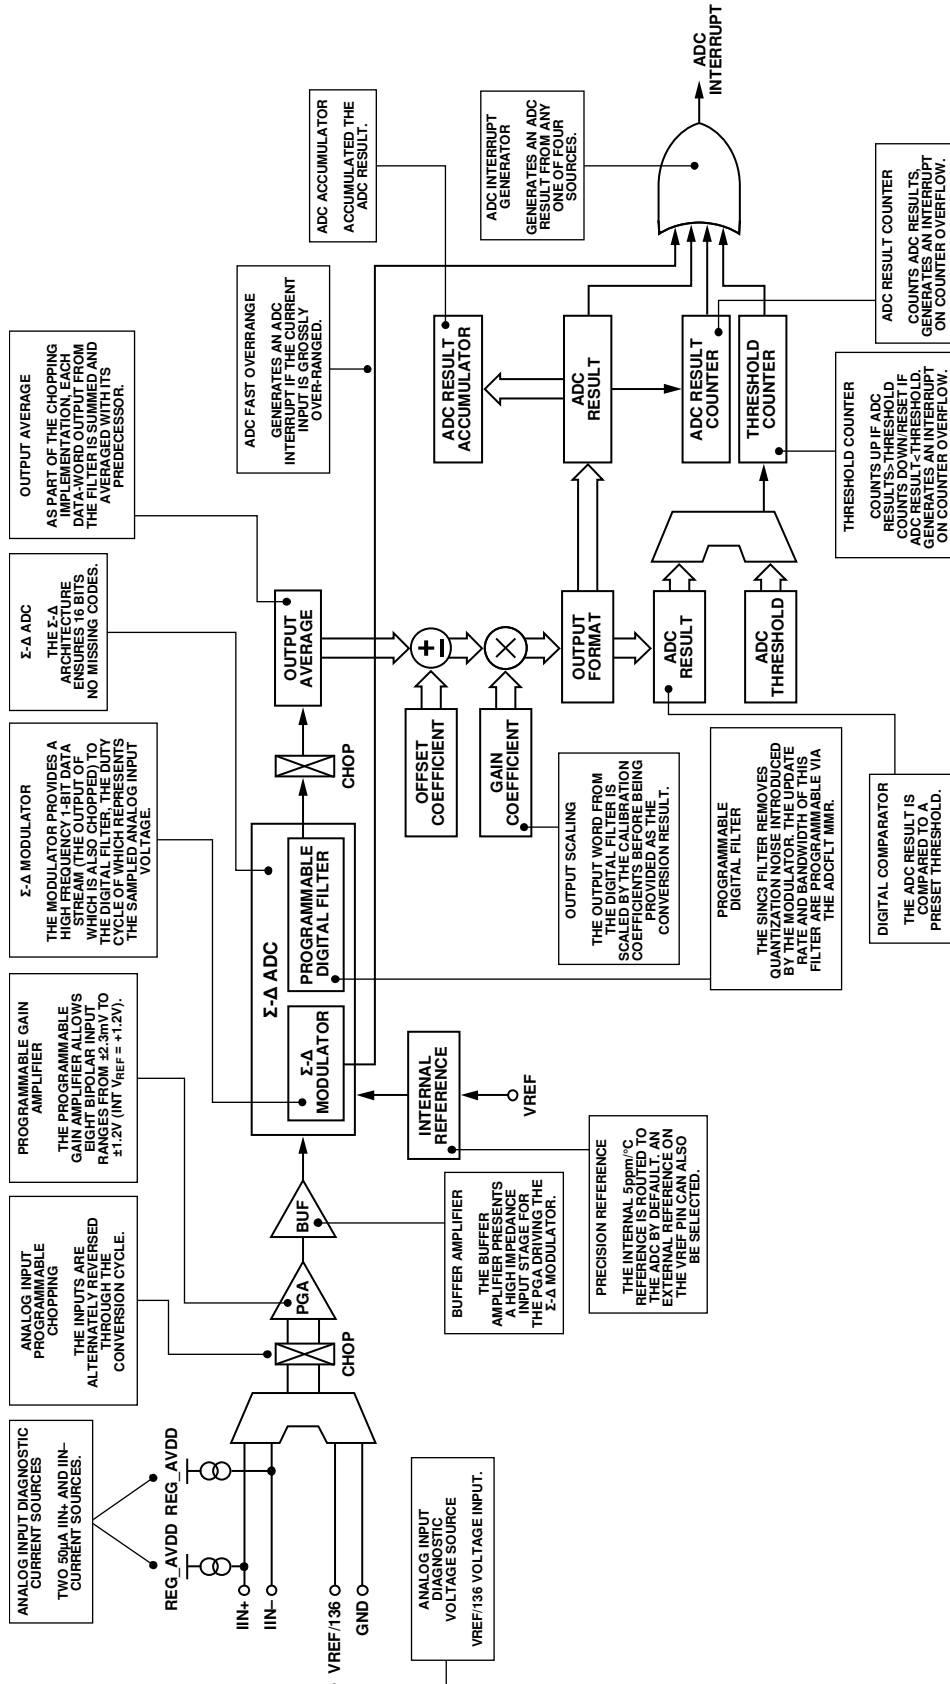 ANALOG INPUT DIAGNOSTIC
CURRENT SOURCES
TWO 50µA IIN+ AND IIN–
CURRENT SOURCES.
ANALOG INPUT
PROGRAMMABLE
CHOPPING
THE INPUTS ARE
ALTERNATELY REVERSED
THROUGH THE
CONVERSION CYCLE.
PROGRAMMABLE GAIN
AMPLIFIER
THE PROGRAMMABLE
GAIN AMPLIFIER ALLOWS
EIGHT BIPOLAR INPUT
RANGES FROM ±2.3mV TO
±1.2V (INT VREF = +1.2V).
Σ-Δ MODULATOR
THE MODULATOR PROVIDES A
HIGH FREQUENCY 1-BIT DATA
STREAM (THE OUTPUT OF
WHICH IS ALSO CHOPPED) TO
THE DIGITAL FILTER, THE DUTY
CYCLE OF WHICH REPRESENTS
THE SAMPLED ANALOG INPUT
VOLTAGE.
Σ-Δ ADC
THE Σ-Δ
ARCHITECTURE
ENSURES 16 BITS
NO MISSING CODES.
OUTPUT AVERAGE
AS PART OF THE CHOPPING
IMPLEMENTATION, EACH
DATA-WORD OUTPUT FROM
THE FILTER IS SUMMED AND
AVERAGED WITH ITS
PREDECESSOR.
ADC FAST OVERRANGE
GENERATES AN ADC
INTERRUPT IF THE CURRENT
INPUT IS GROSSLY
OVER-RANGED.
ADC ACCUMULATOR
ACCUMULATED THE
ADC RESULT.
ADC INTERRUPT
GENERATOR
GENERATES AN ADC
RESULT FROM ANY
ONE OF FOUR
SOURCES.
REG_AVDD
REG_AVDD
IIN+
IIN–
VREF/136
GND
CHOP
PGA
BUF
Σ-Δ ADC
Σ-Δ
MODULATOR
PROGRAMMABLE
DIGITAL FILTER
CHOP
OUTPUT
AVERAGE
INTERNAL
REFERENCE
VREF
OFFSET
COEFFICIENT
GAIN
COEFFICIENT
OUTPUT
FORMAT
ADC
RESULT
ADC
THRESHOLD
ADC RESULT
ACCUMULATOR
ADC
RESULT
ADC RESULT
COUNTER
THRESHOLD
COUNTER
ADC
INTERRUPT
ANALOG INPUT
DIAGNOSTIC
VOLTAGE SOURCE
VREF/136 VOLTAGE INPUT.
BUFFER AMPLIFIER
THE BUFFER
AMPLIFIER PRESENTS
A HIGH IMPEDANCE
INPUT STAGE FOR
THE PGA DRIVING THE
Σ-Δ MODULATOR.
PRECISION REFERENCE
THE INTERNAL 5ppm/°C
REFERENCE IS ROUTED TO
THE ADC BY DEFAULT. AN
EXTERNAL REFERENCE ON
THE VREF PIN CAN ALSO
BE SELECTED.
OUTPUT SCALING
THE OUTPUT WORD FROM
THE DIGITAL FILTER IS
SCALED BY THE CALIBRATION
COEFFICIENTS BEFORE BEING
PROVIDED AS THE
CONVERSION RESULT.
PROGRAMMABLE
DIGITAL FILTER
THE SINC3 FILTER REMOVES
QUANTIZATION NOISE INTRODUCED
BY THE MODULATOR. THE UPDATE
RATE AND BANDWIDTH OF THIS
FILTER ARE PROGRAMMABLE VIA
THE ADCFLT MMR.
DIGITAL COMPARATOR
THE ADC RESULT IS
COMPARED TO A
PRESET THRESHOLD.
THRESHOLD COUNTER
COUNTS UP IF ADC
RESULTS>THRESHOLD
COUNTS DOWN/RESET IF
ADC RESULT<THRESHOLD.
GENERATES AN INTERRUPT
ON COUNTER OVERFLOW.
ADC RESULT COUNTER
COUNTS ADC RESULTS,
GENERATES AN INTERRUPT
ON COUNTER OVERFLOW.